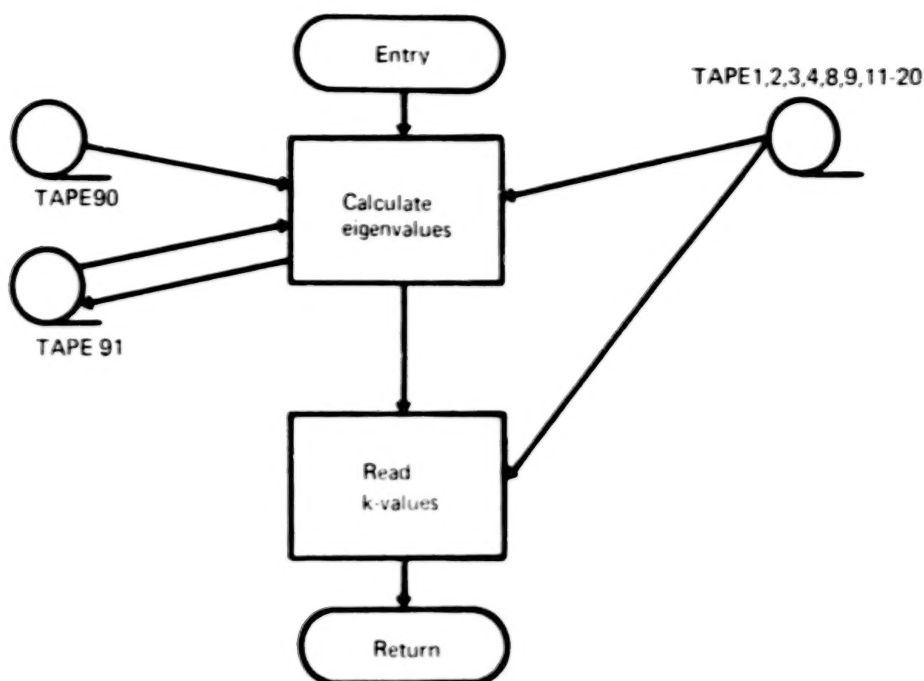 Entry
TAPE1,2,3,4,8,9,11-20
TAPE90
Calculate
eigenvalues
TAPE 91
Read
k-values
Return